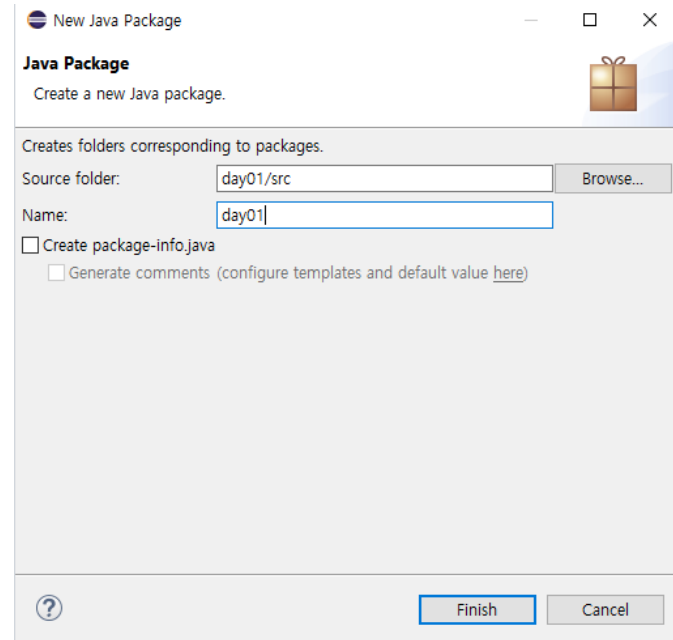 New Java Package
Java Package
Create a new Java package.
Creates folders corresponding to packages.
Source folder: day01/src Browse...
Name: day01
Create package-info.java
Generate comments (configure templates and default value here)
? Finish Cancel